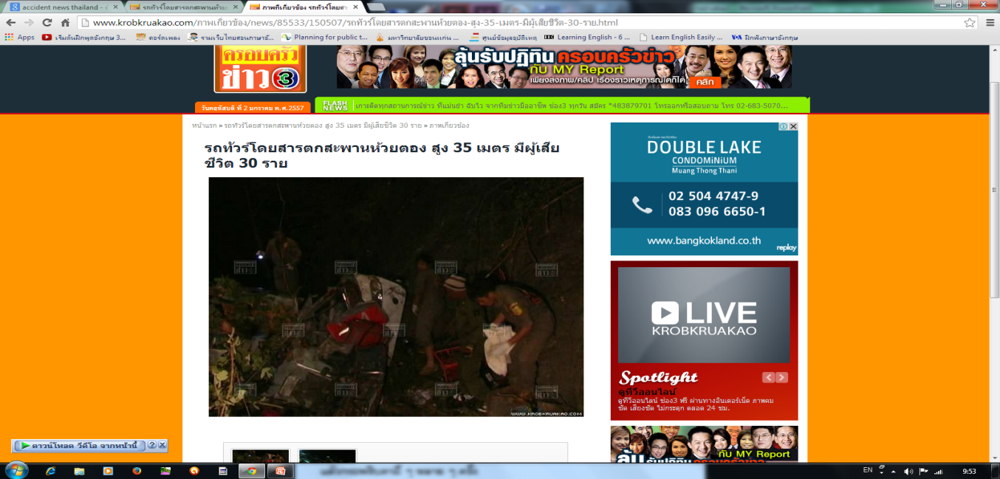 accident news thailand -
รถทัวร์โดยสารตกสะพานห้วย
ภาพที่เกี่ยวข้อง รถทัวร์โดยสา
www.krobkruakao.com/ภาพเกี่ยวข้อง/news/85533/150507/รถทัวร์โดยสารตกสะพานห้วยตอง-สูง-35-เมตร-มีผู้เสียชีวิต-30-ราย.html
Apps เริ่มต้นฝึกพูดอังกฤษ 3... คอร์ดเพลง รวมเว็บไทยสอนภาษาอั... Planning for public t... มหาวิทยาลัยขอนแก่น ... ศูนย์ข้อมูลอุบัติเหตุ Learning English - 6 ... Learn English Easily ... VOA ฝึกฟังภาษาอังกฤษ
ครอบครัว
ข่าว 3
ลุ้นรับปฏิทิน ครอบครัวข่าว
กับ MY Report
เพียงส่งภาพ/คลิป เรื่องราวเหตุการณ์ใดก็ได้
คลิก
วันพฤหัสบดี ที่ 2 มกราคม พ.ศ.2557
FLASH NEWS
เกาะติดทุกสถานการณ์ข่าว ที่แม่นยำ ฉับไว จากทีมข่าวมืออาชีพ ช่อง3 ทุกวัน สมัคร *483879701 โทรออกหรือสอบถาม โทร 02-683-5070...
หน้าแรก » รถทัวร์โดยสารตกสะพานห้วยตอง สูง 35 เมตร มีผู้เสียชีวิต 30 ราย » ภาพเกี่ยวข้อง
รถทัวร์โดยสารตกสะพานห้วยตอง สูง 35 เมตร มีผู้เสีย
ชีวิต 30 ราย
WWW.KROBKRUAKAO.COM
DOUBLE LAKE
CONDOMiNiUM
Muang Thong Thani
02 504 4747-9
083 096 6650-1
www.bangkokland.co.th
replay
LIVE
KROBKRUAKAO
Spotlight
ดูทีวีออนไลน์
ดูทีวีออนไลน์ ช่อง3 ฟรี ผ่านทางอินเตอร์เน็ต ภาพคม
ชัด เสียงชัด ไม่กระตุก ตลอด 24 ชม.
กับ MY Report
ดาวน์โหลด วีดีโอ จากหน้านี้
EN
9:53